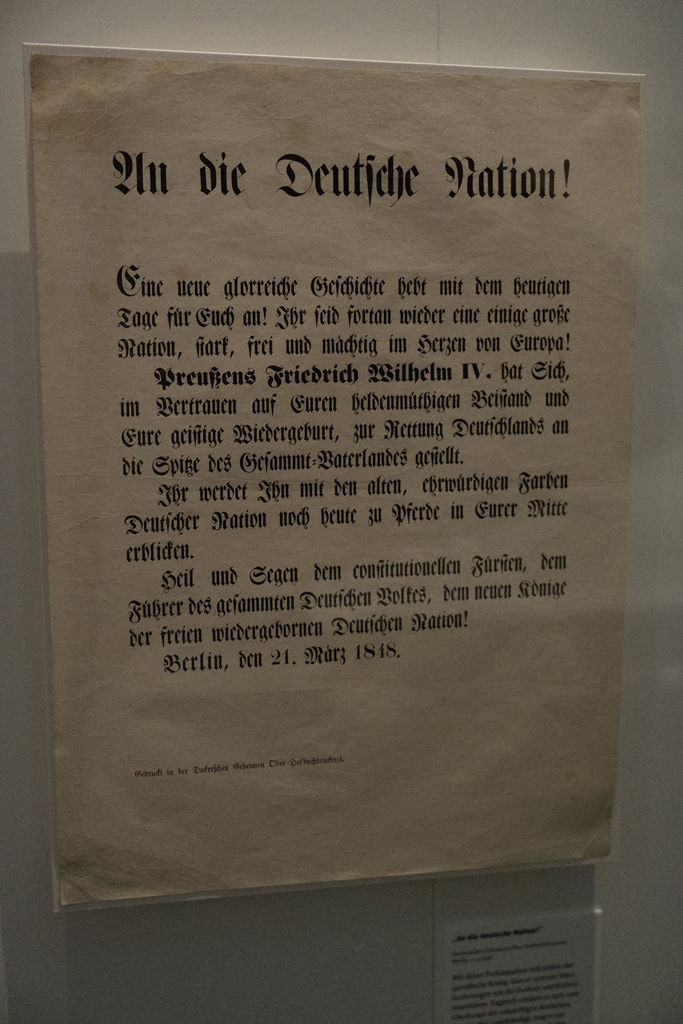 An die Deutsche Nation!
Eine neue glorreiche Geschichte hebt mit dem heutigen
Tage für Euch an! Ihr seid fortan wieder eine einige große
Nation, stark, frei und mächtig im Herzen von Europa!
Preußens Friedrich Wilhelm IV. hat Sich,
im Vertrauen auf Euren heldenmüthigen Beistand und
Eure geistige Wiedergeburt, zur Rettung Deutschlands an
die Spitze des Gesammt-Vaterlandes gestellt.
Ihr werdet Ihn mit den alten, ehrwürdigen Farben
Deutscher Nation noch heute zu Pferde in Eurer Mitte
erblicken.
Heil und Segen dem constitutionellen Fürsten, dem
Führer des gesammten Deutschen Volkes, dem neuen Könige
der freien wiedergebornen Deutschen Nation!
Berlin, den 21. März 1848.
Gedruckt in der Deckerschen Geheimen Ober-Hofbuchdruckerei.
„An die deutsche Nation!"